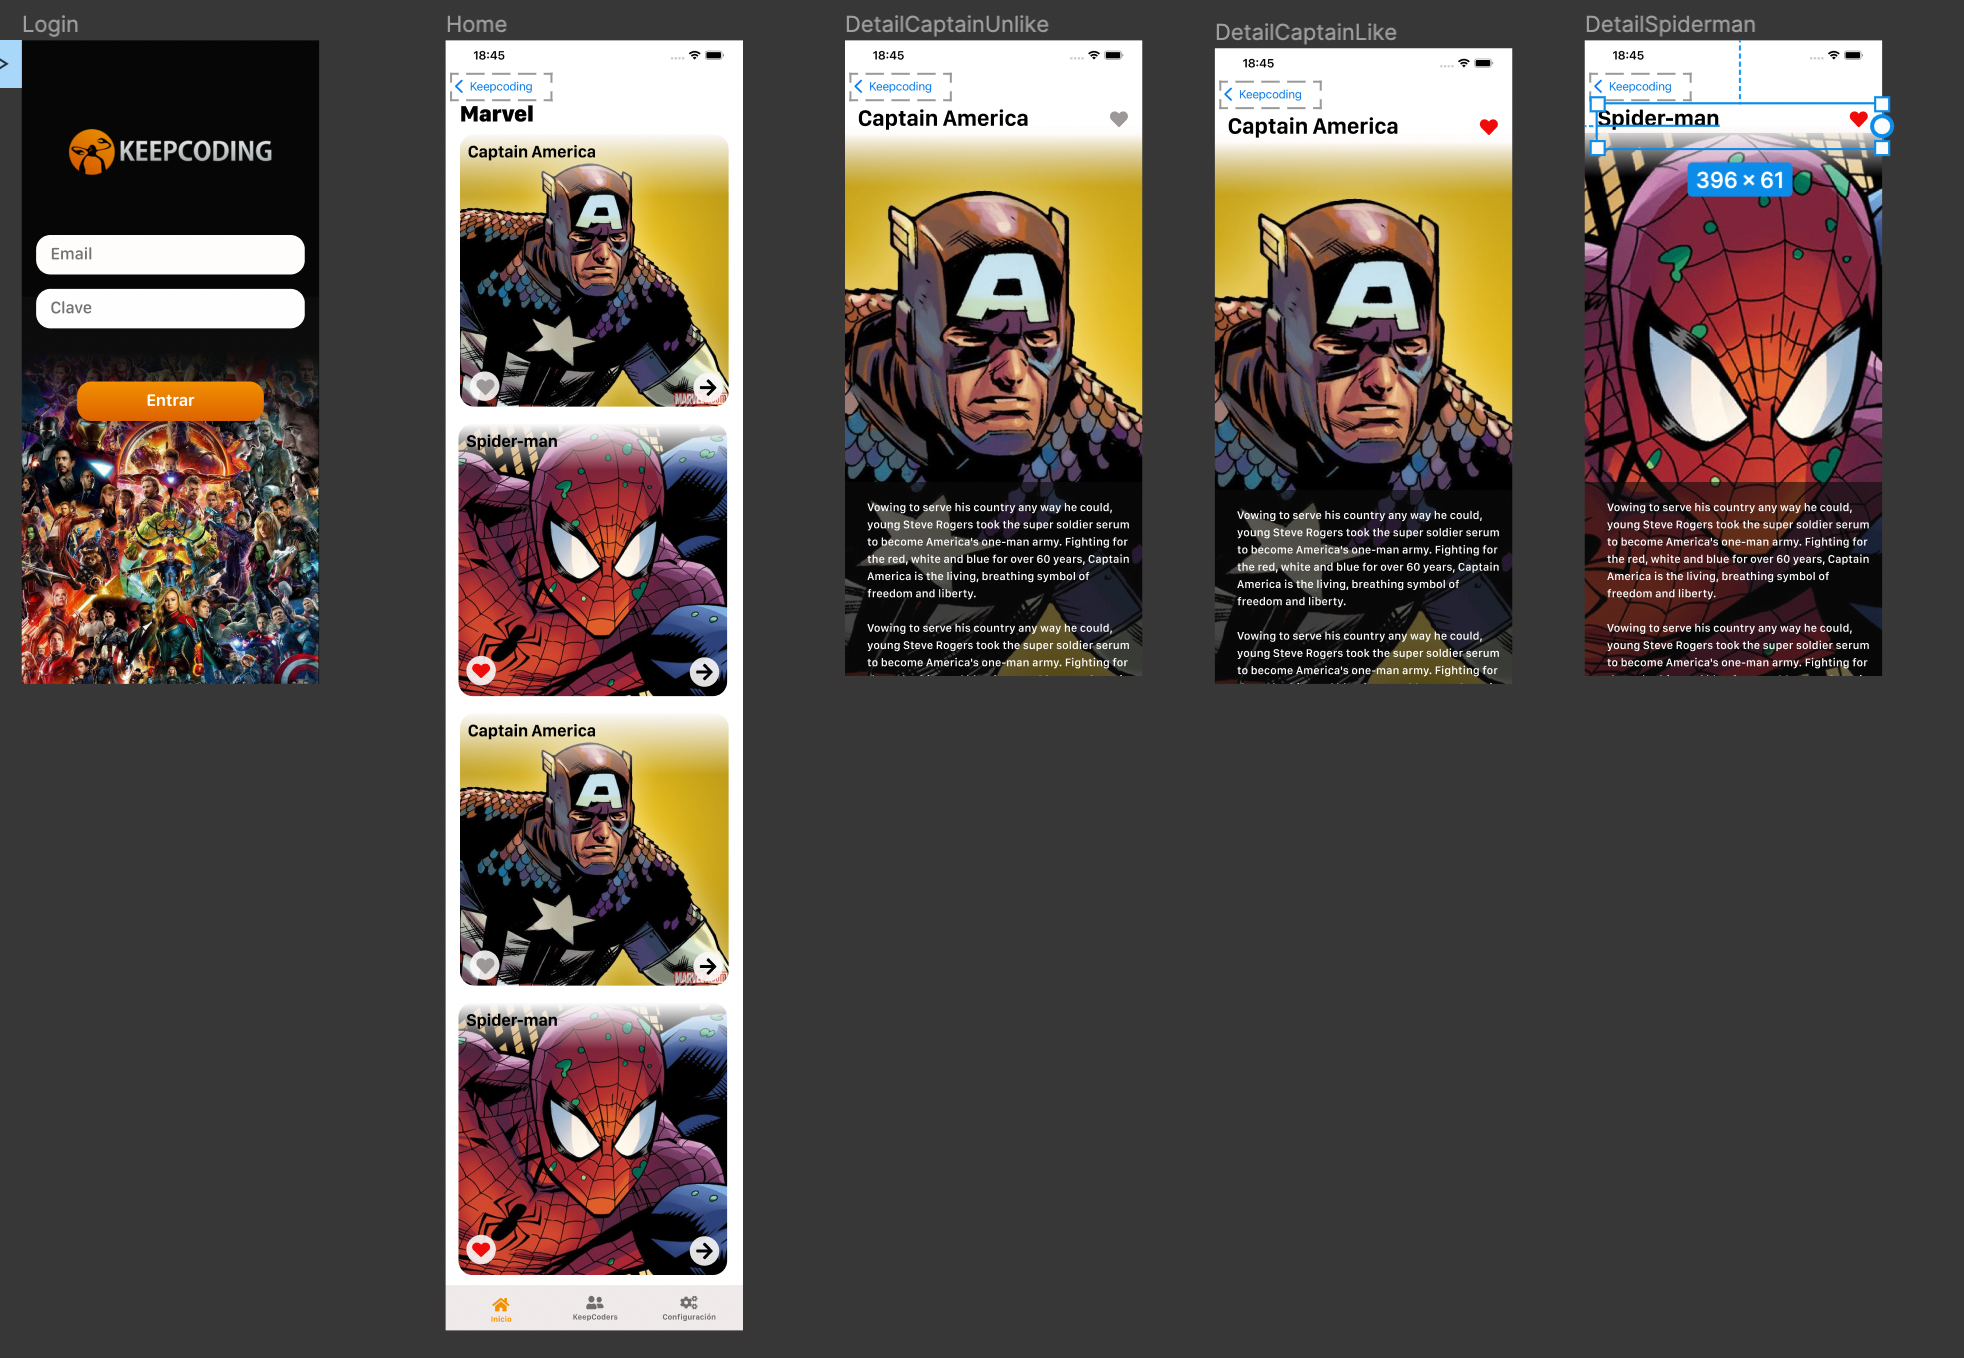 Login
KEEPCODING
Email
Clave
Entrar
Home
18:45
Keepcoding
Marvel
Captain America
Spider-man
Captain America
Spider-man
Inicio
KeepCoders
Configuración
DetailCaptainUnlike
18:45
Keepcoding
Captain America
Vowing to serve his country any way he could,
young Steve Rogers took the super soldier serum
to become America's one-man army. Fighting for
the red, white and blue for over 60 years, Captain
America is the living, breathing symbol of
freedom and liberty.
Vowing to serve his country any way he could,
young Steve Rogers took the super soldier serum
to become America's one-man army. Fighting for
DetailCaptainLike
18:45
Keepcoding
Captain America
Vowing to serve his country any way he could,
young Steve Rogers took the super soldier serum
to become America's one-man army. Fighting for
the red, white and blue for over 60 years, Captain
America is the living, breathing symbol of
freedom and liberty.
Vowing to serve his country any way he could,
young Steve Rogers took the super soldier serum
to become America's one-man army. Fighting for
DetailSpiderman
18:45
Keepcoding
Spider-man
396 × 61
Vowing to serve his country any way he could,
young Steve Rogers took the super soldier serum
to become America's one-man army. Fighting for
the red, white and blue for over 60 years, Captain
America is the living, breathing symbol of
freedom and liberty.
Vowing to serve his country any way he could,
young Steve Rogers took the super soldier serum
to become America's one-man army. Fighting for